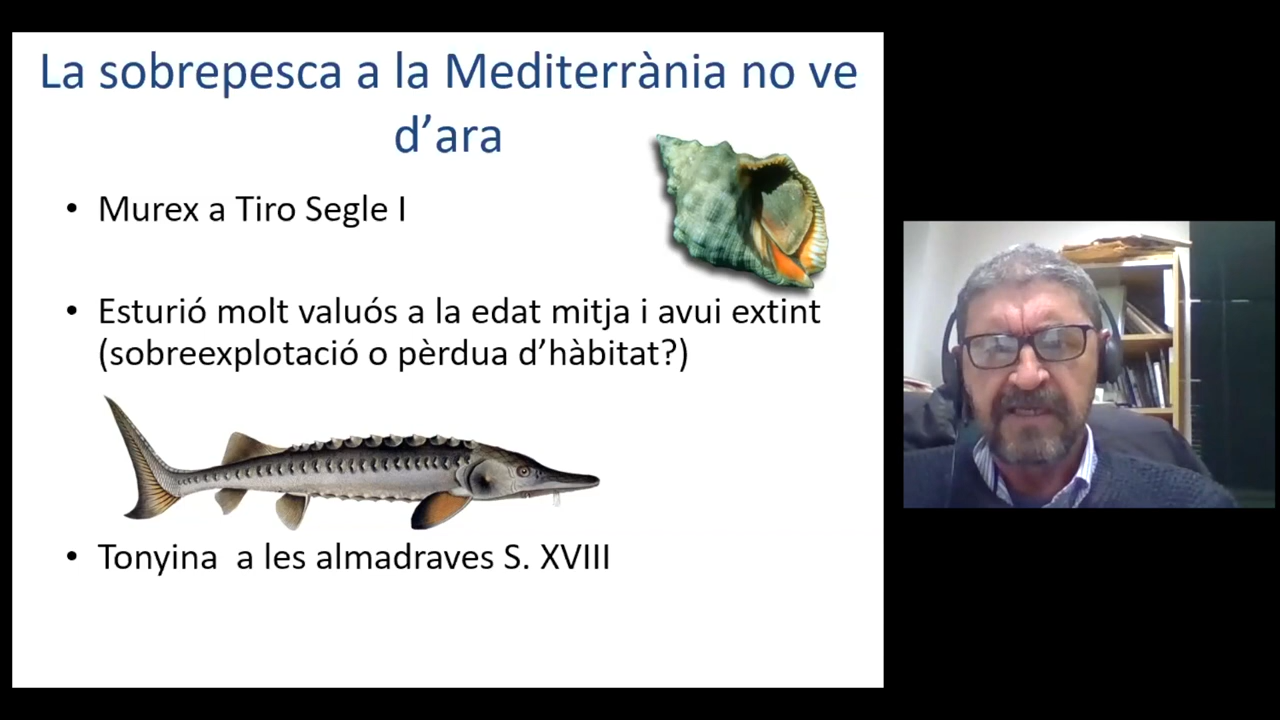 La sobrepesca a la Mediterrània no ve
d’ara
• Murex a Tiro Segle I
• Esturió molt valuós a la edat mitja i avui extint
(sobreexplotació o pèrdua d’hàbitat?)
• Tonyina  a les almadraves S. XVIII